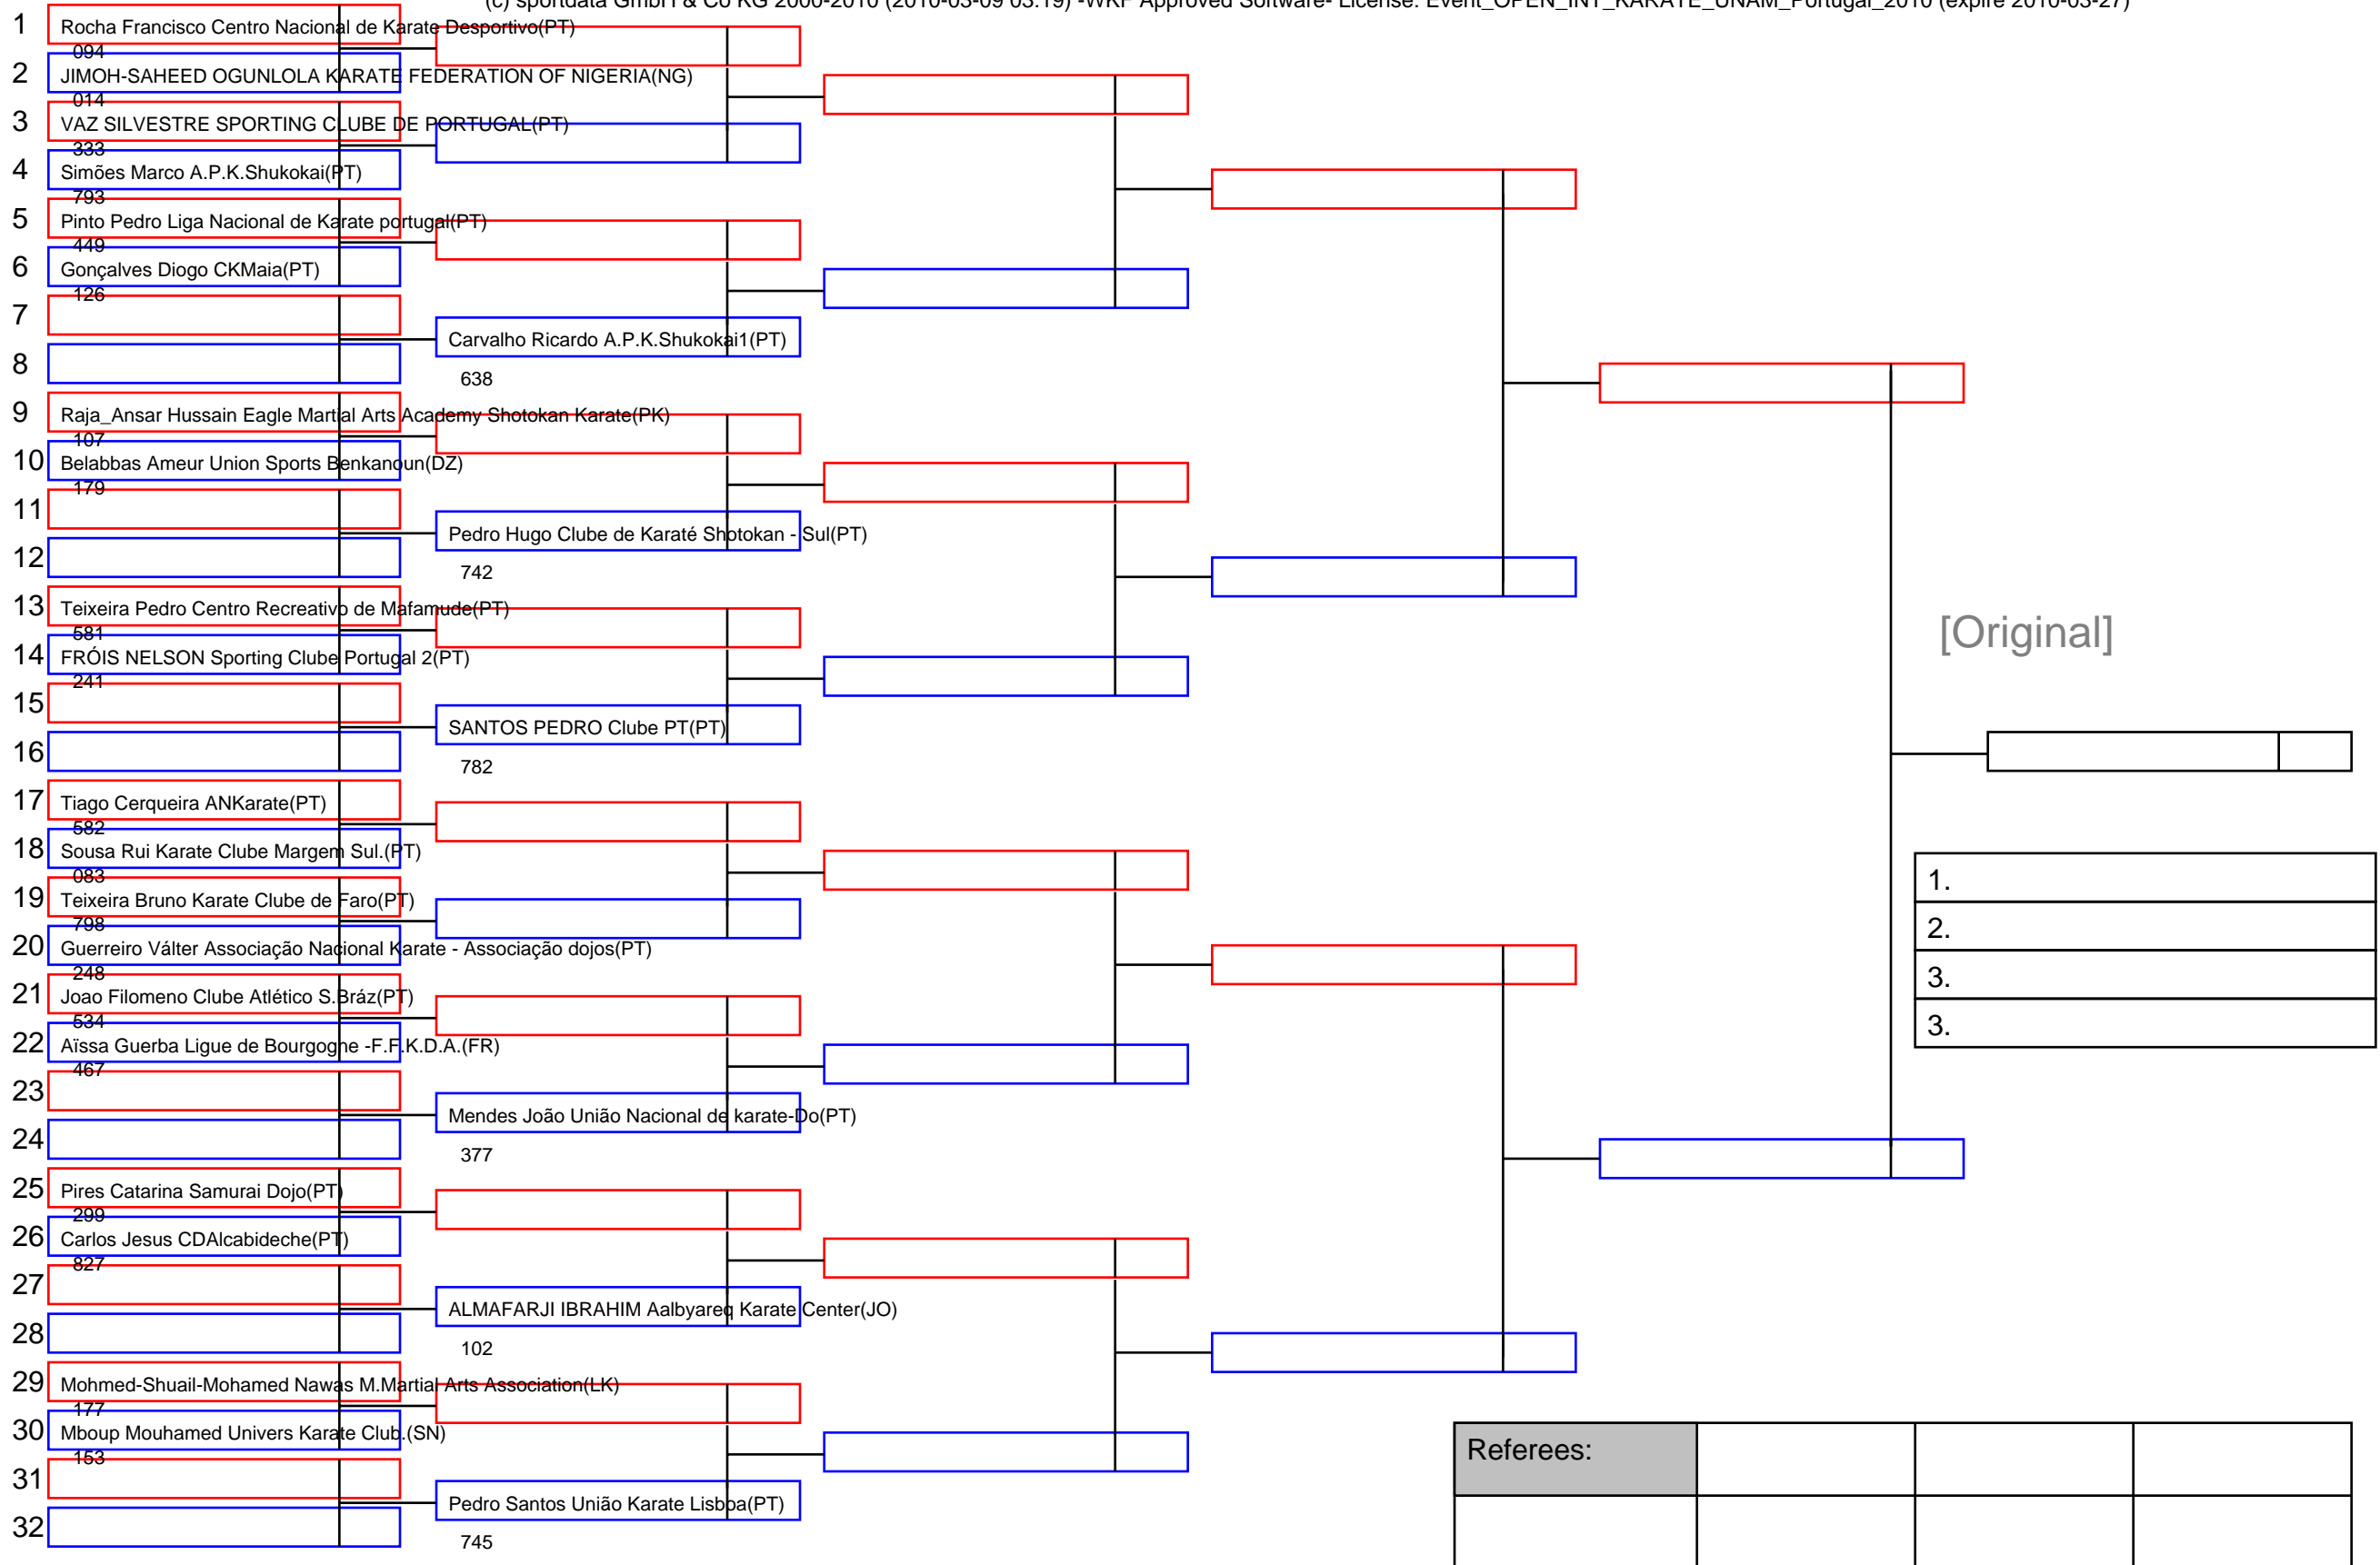 (c) sportdata GmbH & Co KG 2000-2010 (2010-03-09 03:19) -WKF Approved Software- License: Event_OPEN_INT_KARATE_UNAM_Portugal_2010 (expire 2010-03-27)
1 Rocha Francisco Centro Nacional de Karate Desportivo(PT)
094
2 JIMOH-SAHEED OGUNLOLA KARATE FEDERATION OF NIGERIA(NG)
014
3 VAZ SILVESTRE SPORTING CLUBE DE PORTUGAL(PT)
333
4 Simões Marco A.P.K.Shukokai(PT)
793
5 Pinto Pedro Liga Nacional de Karate portugal(PT)
449
6 Gonçalves Diogo CKMaia(PT)
126
7
Carvalho Ricardo A.P.K.Shukokai1(PT)
8
638
9 Raja_Ansar Hussain Eagle Martial Arts Academy Shotokan Karate(PK)
107
10 Belabbas Ameur Union Sports Benkanoun(DZ)
179
11
Pedro Hugo Clube de Karaté Shotokan - Sul(PT)
12
742
13 Teixeira Pedro Centro Recreativo de Mafamude(PT)
581
[Original]
14 FRÓIS NELSON Sporting Clube Portugal 2(PT)
241
15
SANTOS PEDRO Clube PT(PT)
16
782
17 Tiago Cerqueira ANKarate(PT)
582
18 Sousa Rui Karate Clube Margem Sul.(PT)
083
19 Teixeira Bruno Karate Clube de Faro(PT)
798
20 Guerreiro Válter Associação Nacional Karate - Associação dojos(PT)
248
21 Joao Filomeno Clube Atlético S.Bráz(PT)
534
22 Aïssa Guerba Ligue de Bourgogne -F.F.K.D.A.(FR)
467
1.
2.
3.
3.
23
Mendes João União Nacional de karate-Do(PT)
24
377
25 Pires Catarina Samurai Dojo(PT)
299
26 Carlos Jesus CDAlcabideche(PT)
827
27
ALMAFARJI IBRAHIM Aalbyareq Karate Center(JO)
28
102
29 Mohmed-Shuail-Mohamed Nawas M.Martial Arts Association(LK)
177
30 Mboup Mouhamed Univers Karate Club.(SN)
153
31
Pedro Santos União Karate Lisboa(PT)
32
745
Referees: